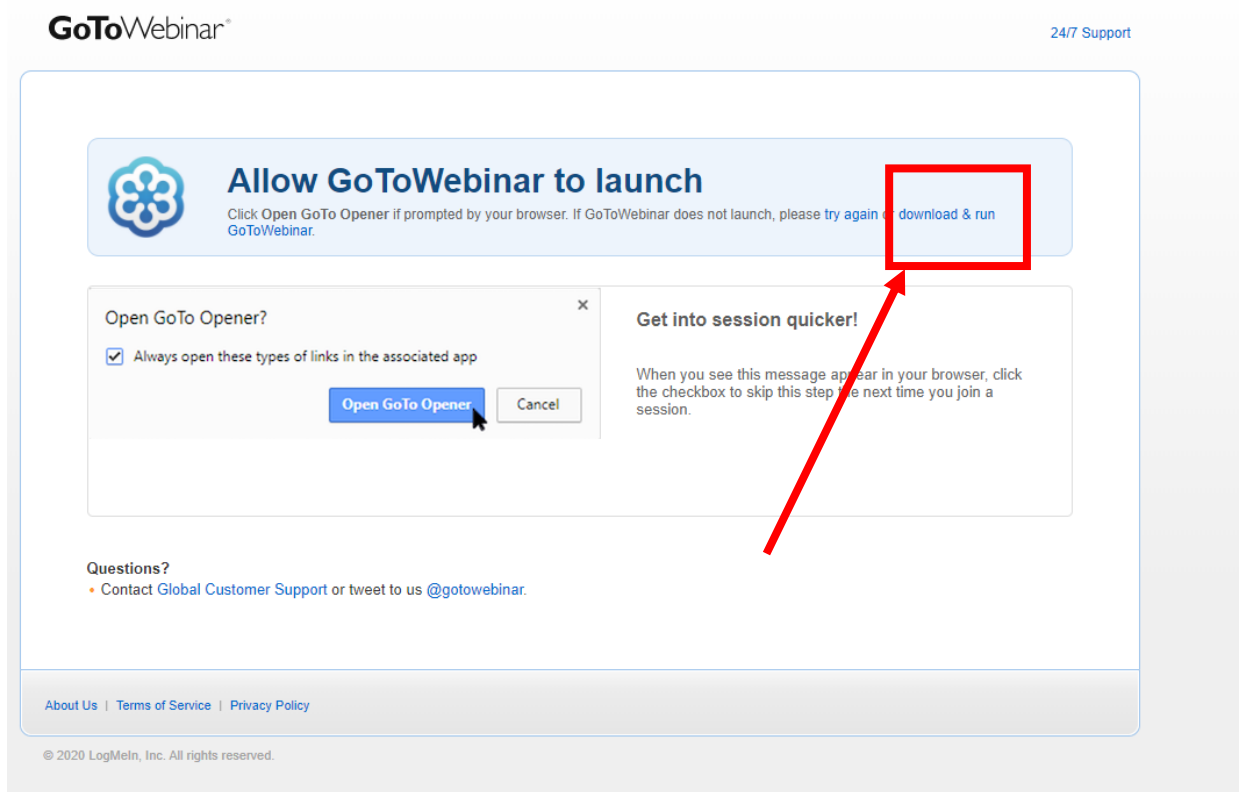 GoToWebinar®
24/7 Support
Allow GoToWebinar to launch
Click Open GoTo Opener if prompted by your browser. If GoToWebinar does not launch, please try again or download & run
GoToWebinar.
Open GoTo Opener?
×
Always open these types of links in the associated app
Open GoTo Opener
Cancel
Get into session quicker!
When you see this message appear in your browser, click
the checkbox to skip this step the next time you join a
session.
Questions?
• Contact Global Customer Support or tweet to us @gotowebinar.
About Us | Terms of Service | Privacy Policy
© 2020 LogMeIn, Inc. All rights reserved.